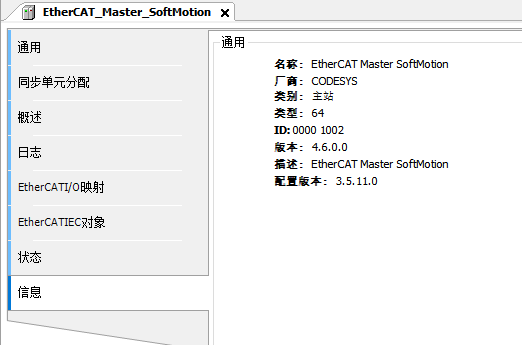 EtherCAT_Master_SoftMotion
通用
同步单元分配
概述
日志
EtherCATI/O映射
EtherCATIEC对象
状态
信息
通用
名称: EtherCAT Master SoftMotion
厂商: CODESYS
类别: 主站
类型: 64
ID: 0000 1002
版本: 4.6.0.0
描述: EtherCAT Master SoftMotion
配置版本: 3.5.11.0